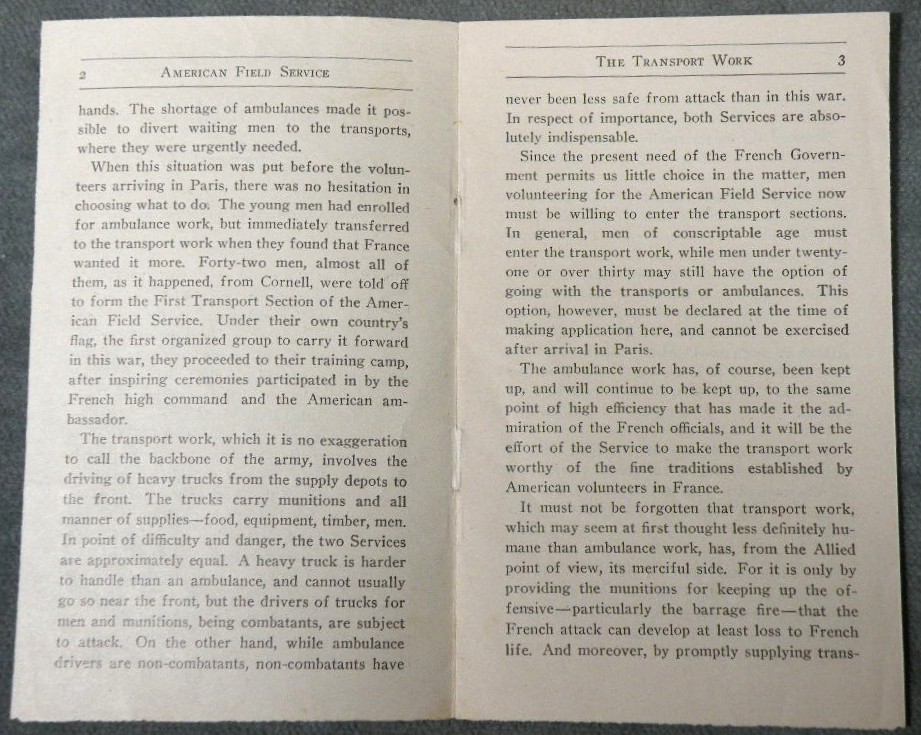 2 AMERICAN FIELD SERVICE
hands. The shortage of ambulances made it pos-
sible to divert waiting men to the transports,
where they were urgently needed.
When this situation was put before the volun-
teers arriving in Paris, there was no hesitation in
choosing what to do. The young men had enrolled
for ambulance work, but immediately transferred
to the transport work when they found that France
wanted it more. Forty-two men, almost all of
them, as it happened, from Cornell, were told off
to form the First Transport Section of the Amer-
ican Field Service. Under their own country's
flag, the first organized group to carry it forward
in this war, they proceeded to their training camp,
after inspiring ceremonies participated in by the
French high command and the American am-
bassador.
The transport work, which it is no exaggeration
to call the backbone of the army, involves the
driving of heavy trucks from the supply depots to
the front. The trucks carry munitions and all
manner of supplies—food, equipment, timber, men.
In point of difficulty and danger, the two Services
are approximately equal. A heavy truck is harder
to handle than an ambulance, and cannot usually
go so near the front, but the drivers of trucks for
men and munitions, being combatants, are subject
to attack. On the other hand, while ambulance
drivers are non-combatants, non-combatants have
THE TRANSPORT WORK 3
never been less safe from attack than in this war.
In respect of importance, both Services are abso-
lutely indispensable.
Since the present need of the French Govern-
ment permits us little choice in the matter, men
volunteering for the American Field Service now
must be willing to enter the transport sections.
In general, men of conscriptable age must
enter the transport work, while men under twenty-
one or over thirty may still have the option of
going with the transports or ambulances. This
option, however, must be declared at the time of
making application here, and cannot be exercised
after arrival in Paris.
The ambulance work has, of course, been kept
up, and will continue to be kept up, to the same
point of high efficiency that has made it the ad-
miration of the French officials, and it will be the
effort of the Service to make the transport work
worthy of the fine traditions established by
American volunteers in France.
It must not be forgotten that transport work,
which may seem at first thought less definitely hu-
mane than ambulance work, has, from the Allied
point of view, its merciful side. For it is only by
providing the munitions for keeping up the of-
fensive—particularly the barrage fire—that the
French attack can develop at least loss to French
life. And moreover, by promptly supplying trans-